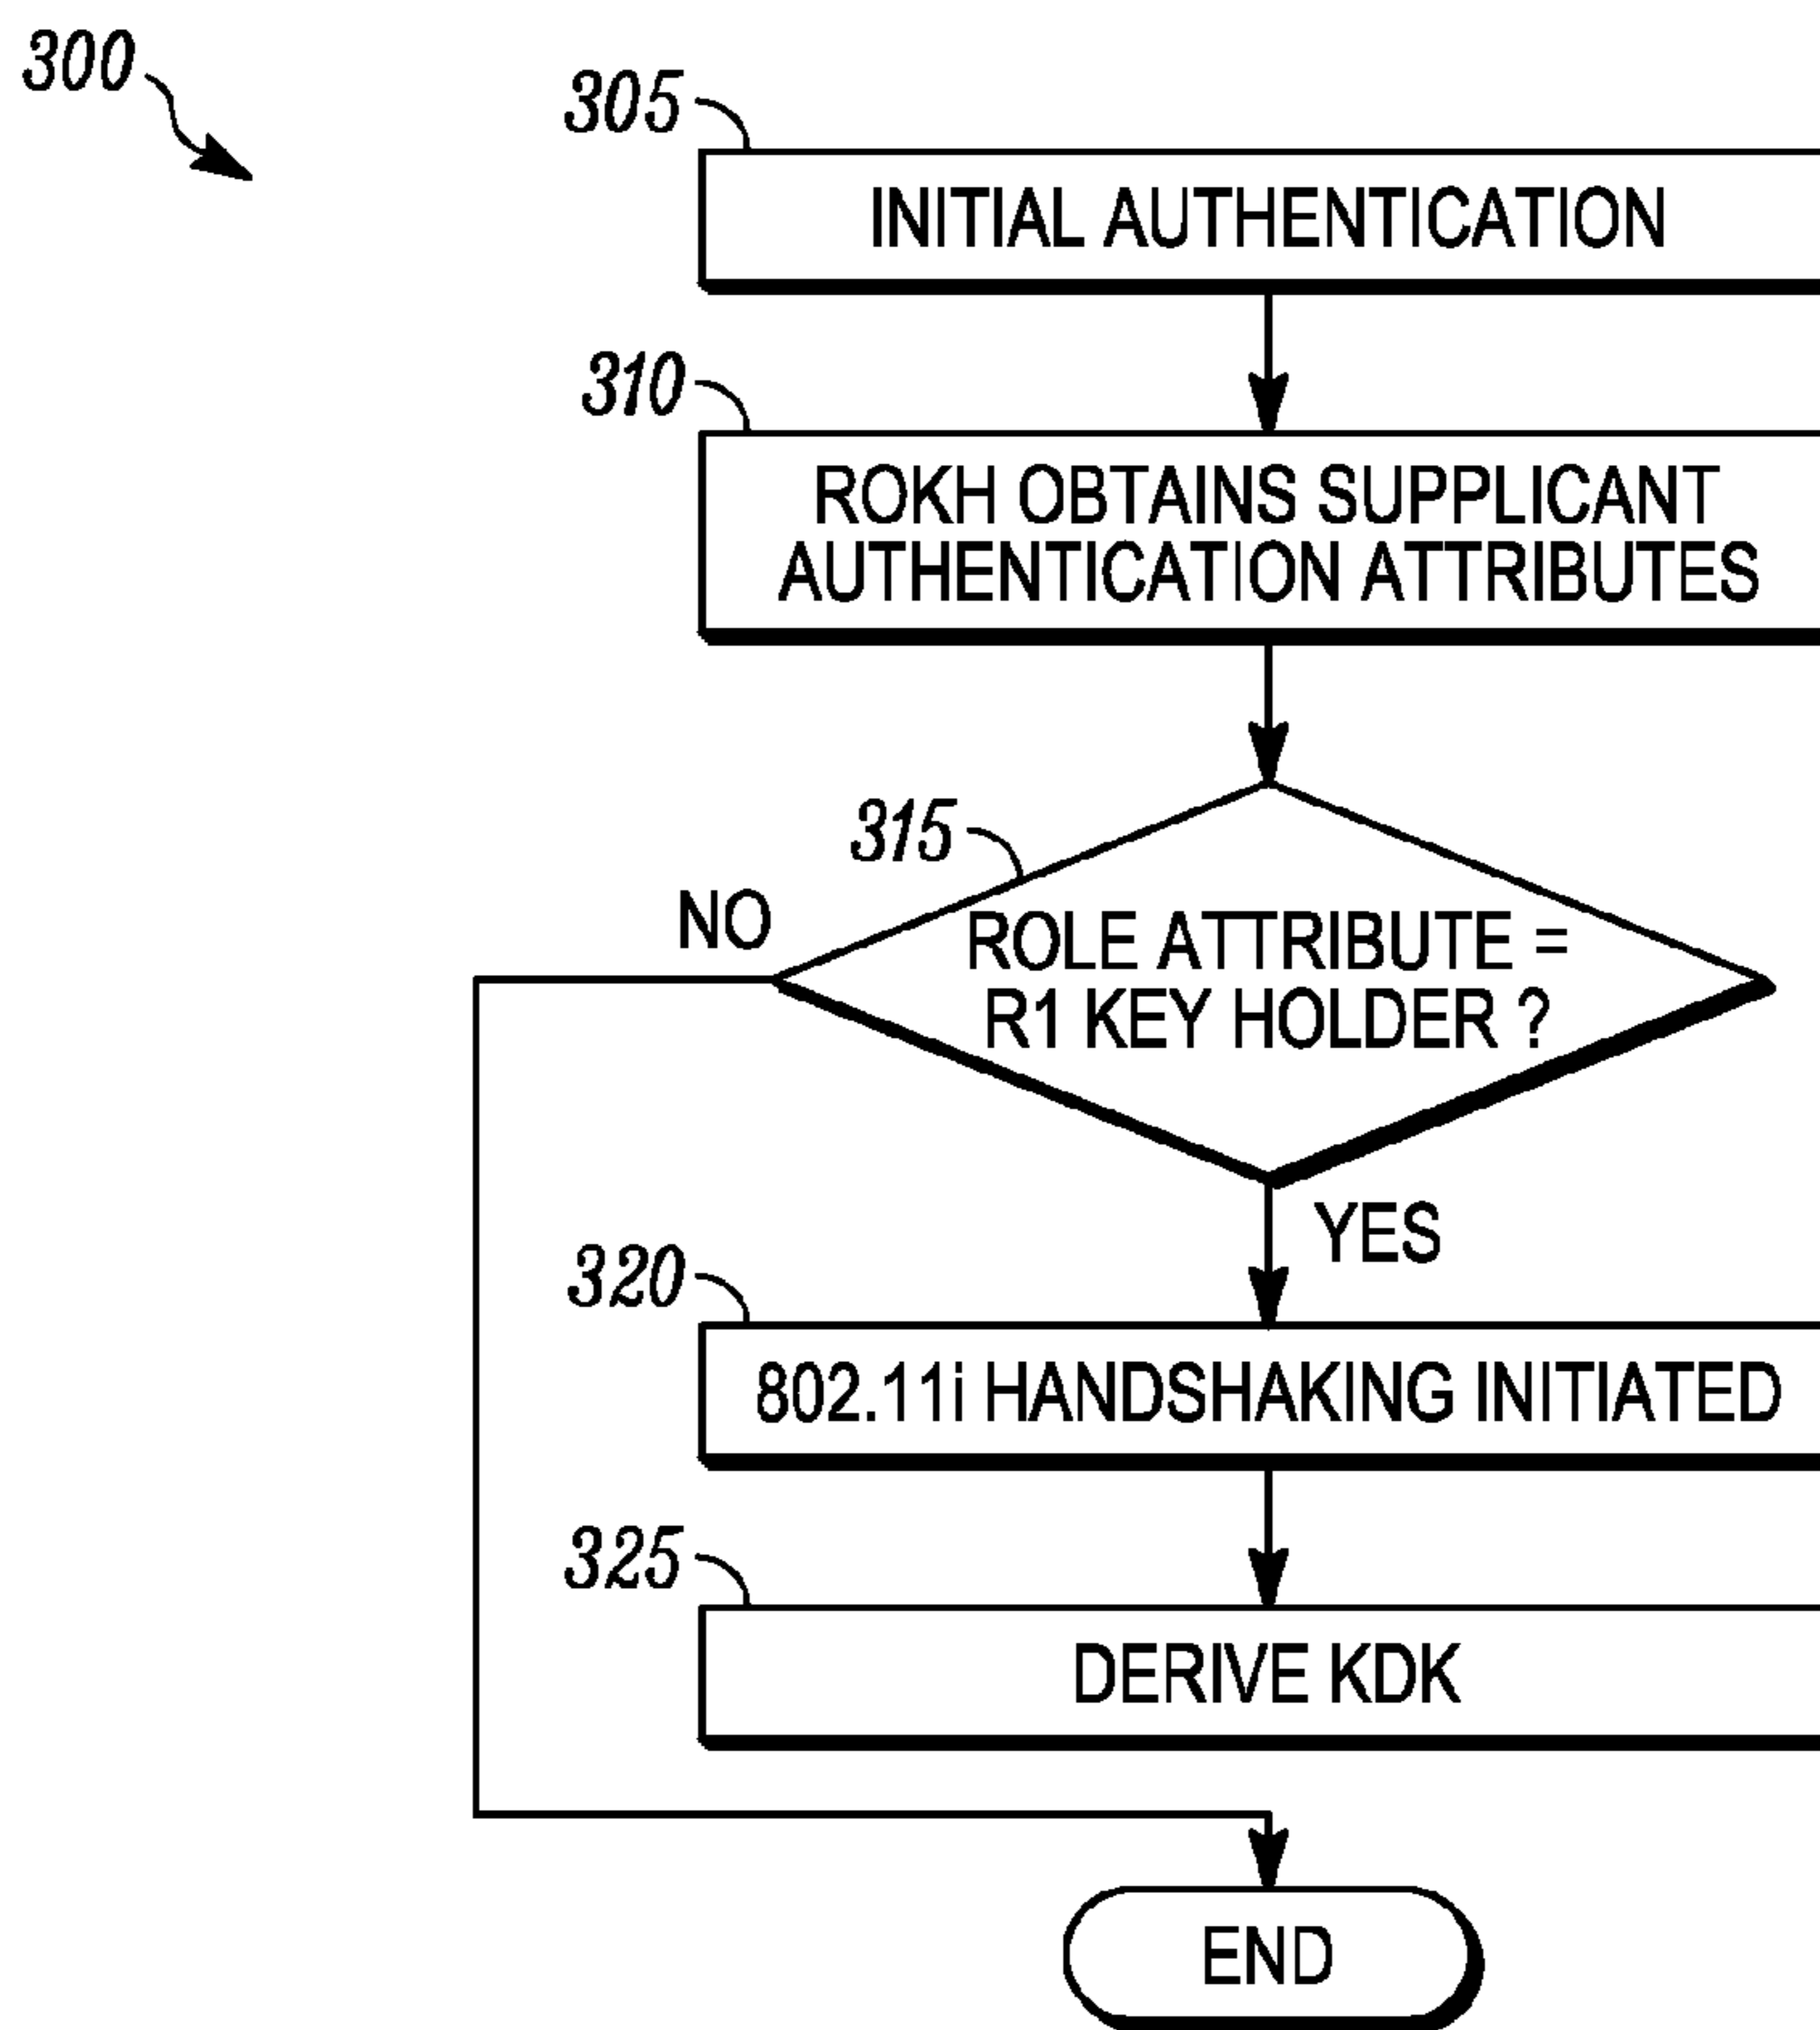 300
305
INITIAL AUTHENTICATION
310
ROKH OBTAINS SUPPLICANT
AUTHENTICATION ATTRIBUTES
315
NO
ROLE ATTRIBUTE =
R1 KEY HOLDER ?
YES
320
802.11i HANDSHAKING INITIATED
325
DERIVE KDK
END